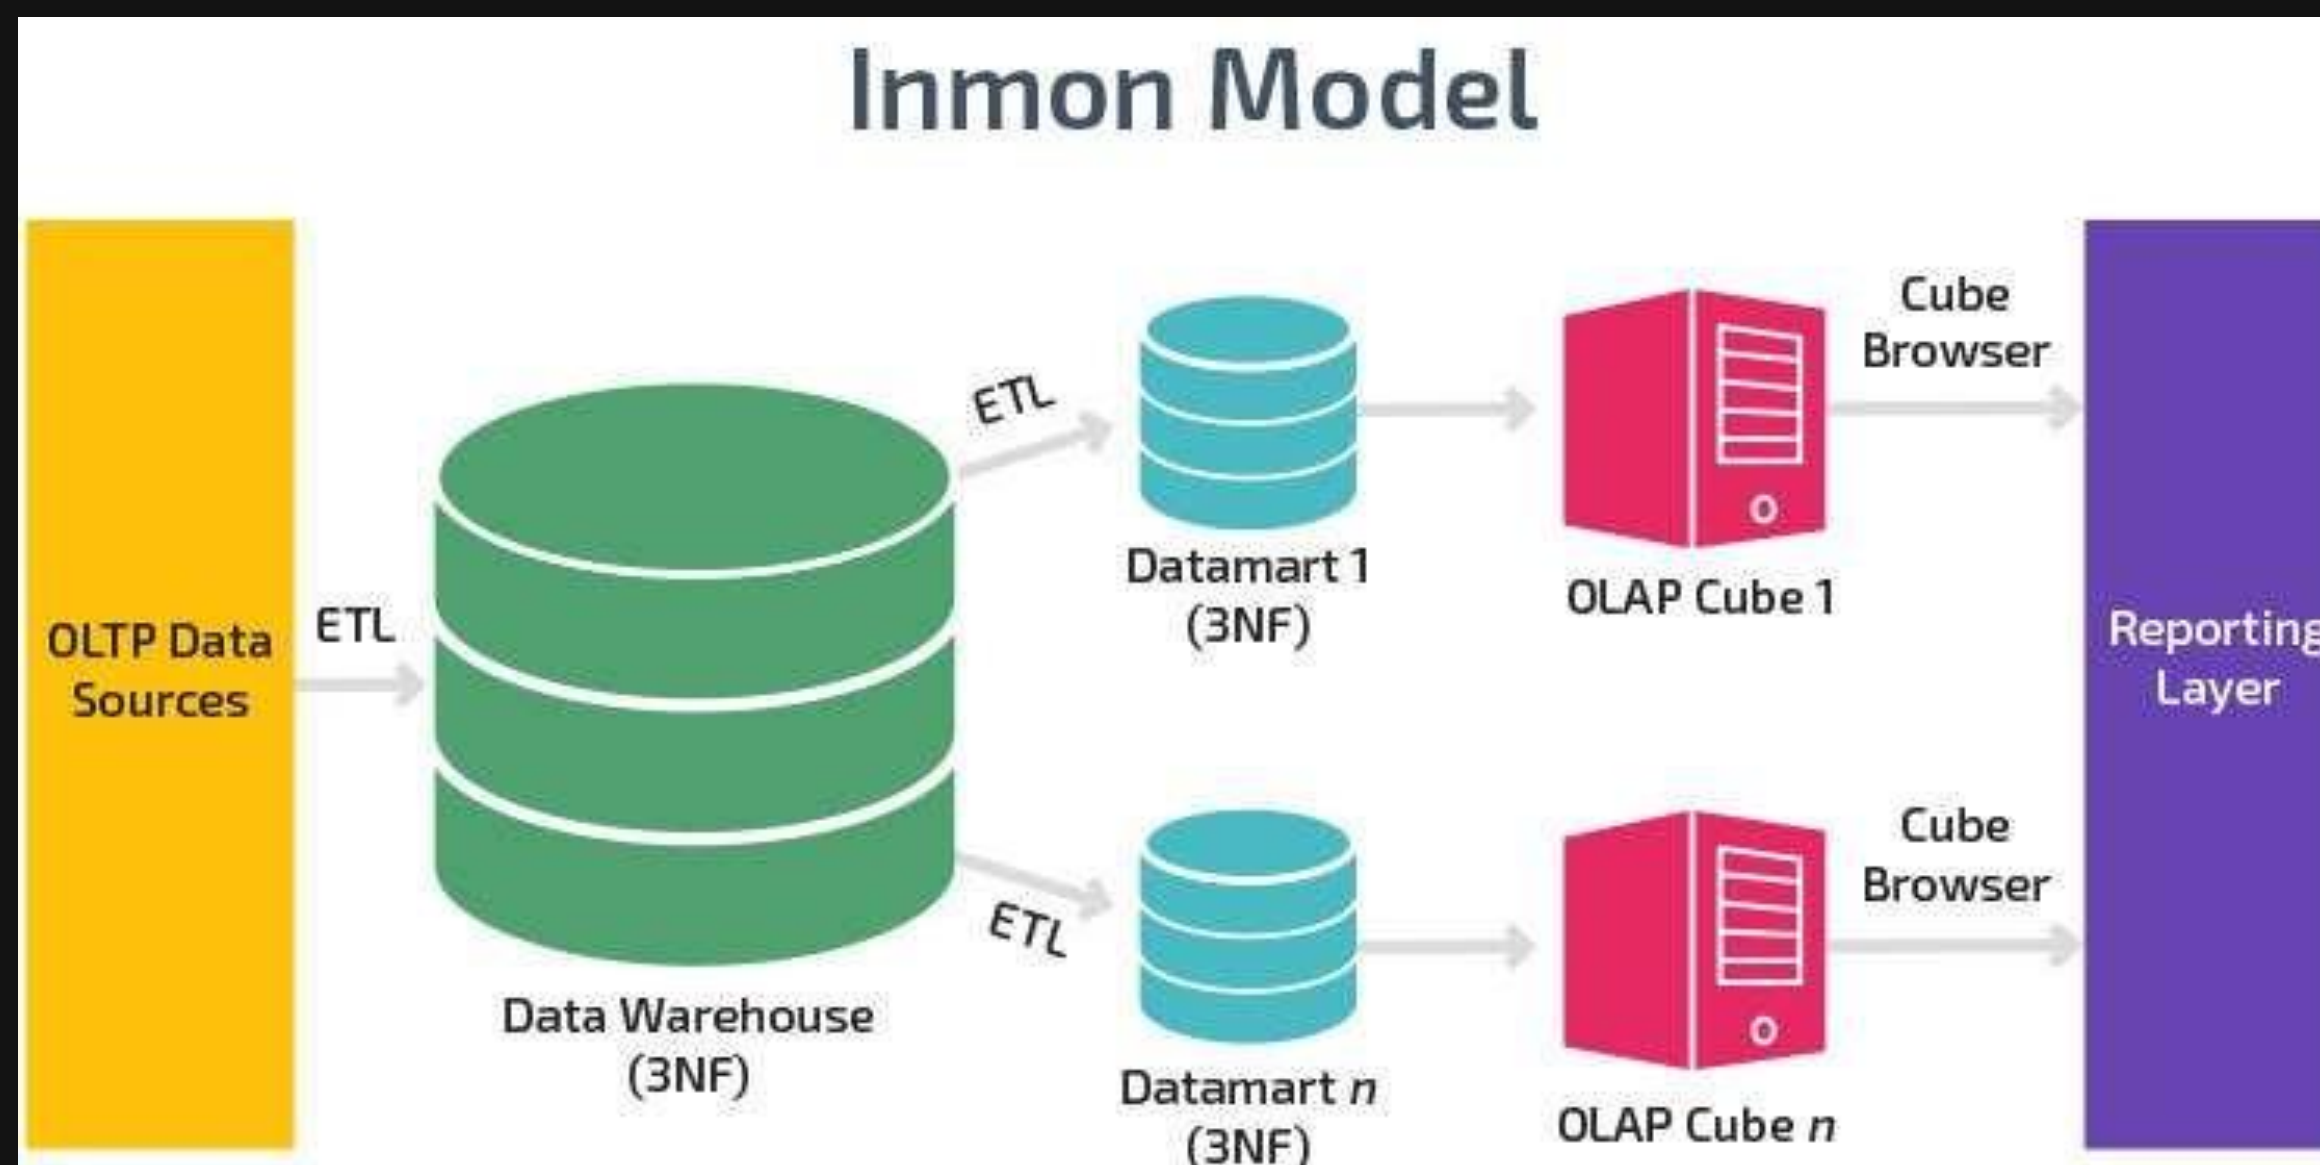 Inmon Model
OLTP Data
Sources
ETL
Data Warehouse
(3NF)
ETL
ETL
Datamart 1
(3NF)
Datamart n
(3NF)
OLAP Cube 1
OLAP Cube n
Cube
Browser
Cube
Browser
Reporting
Layer